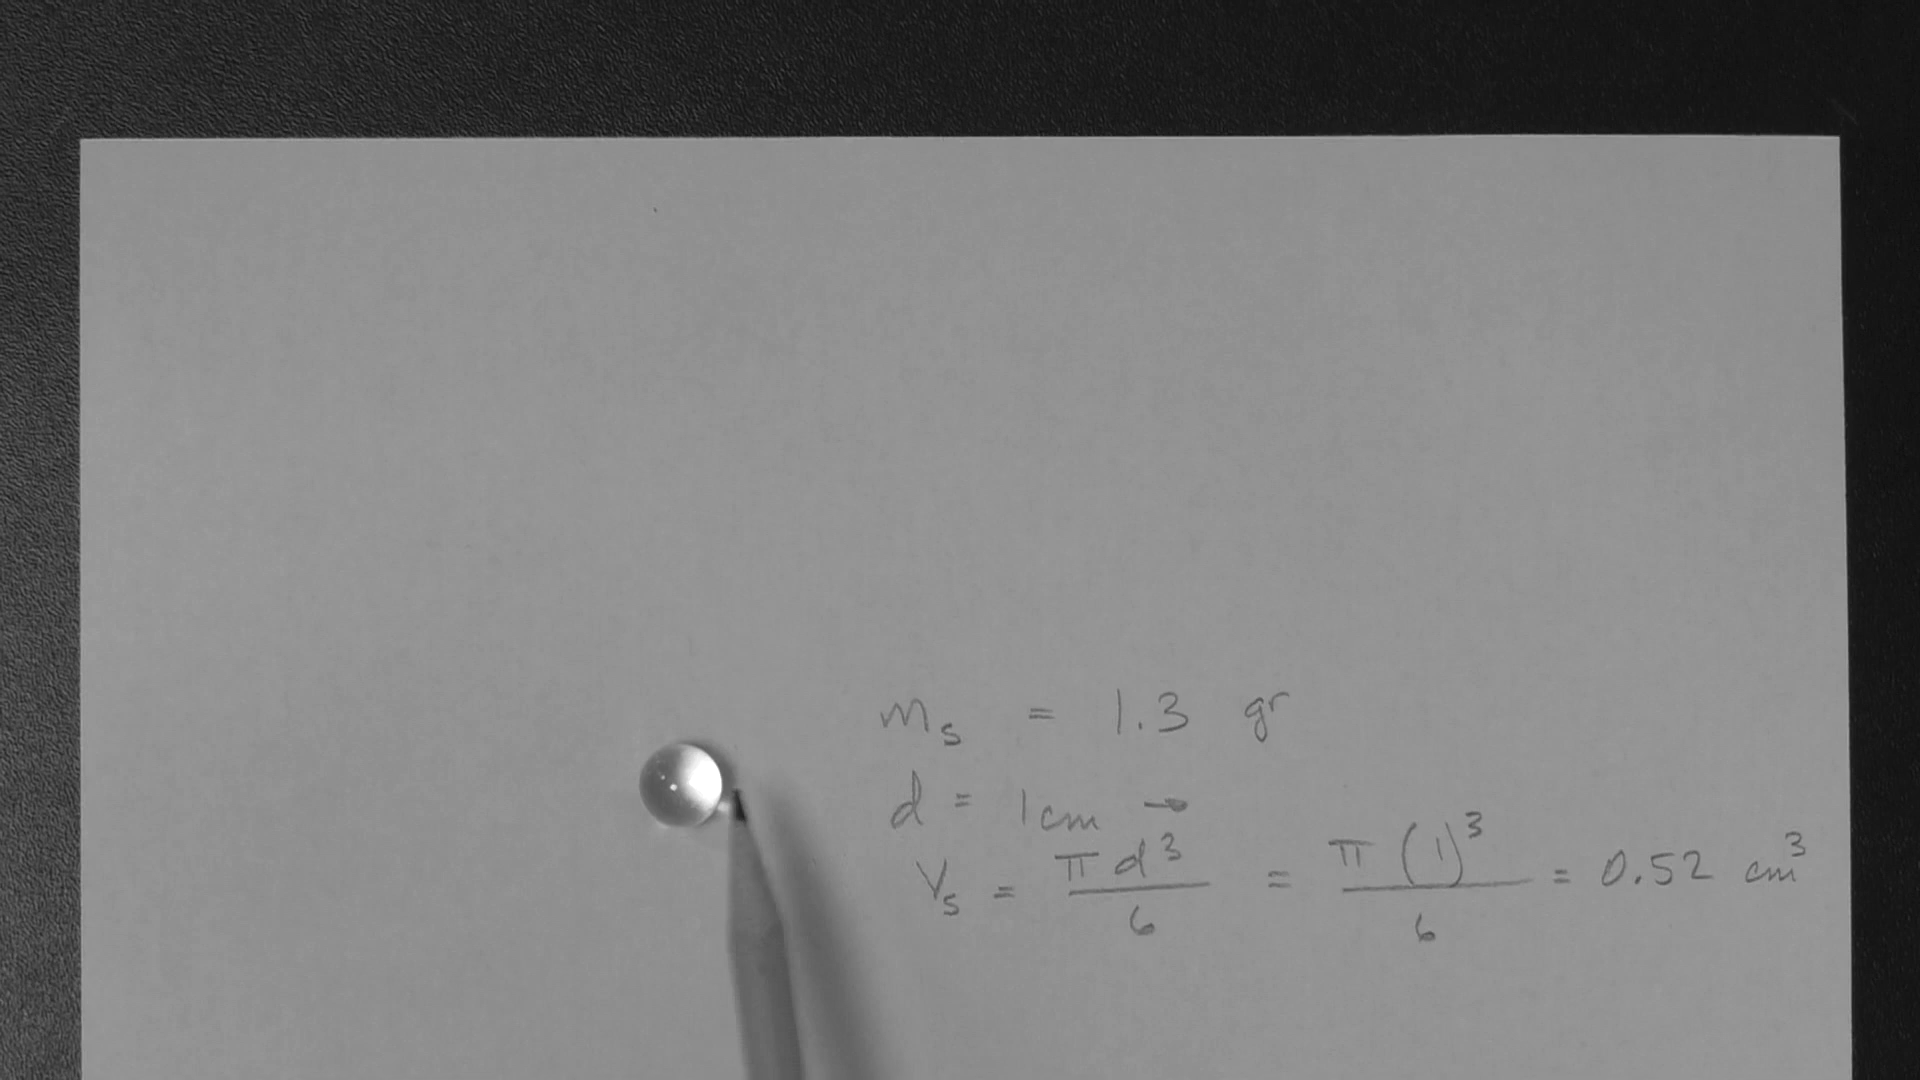 ms = 1.3 gr
d = 1cm →
Vs = πd³/6 = π(1)³/6 = 0.52 cm³